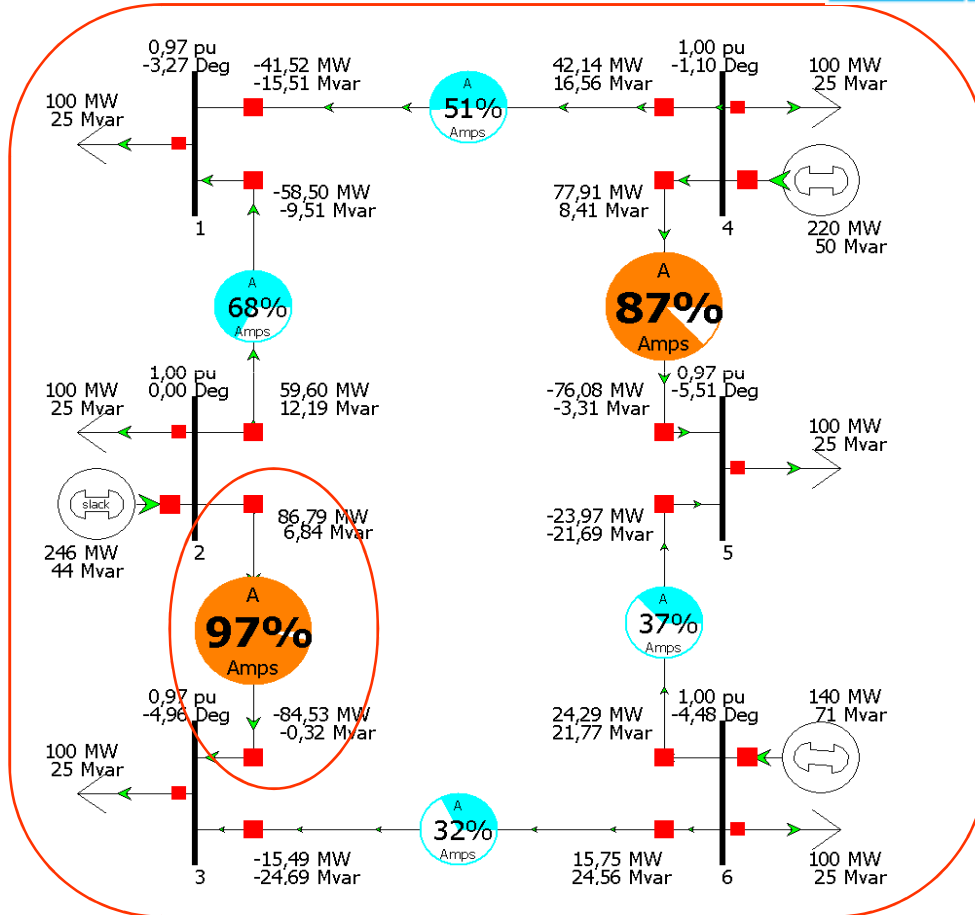 0,97 pu
-3,27 Deg
-41,52 MW
-15,51 Mvar
A
51%
Amps
42,14 MW
16,56 Mvar
1,00 pu
-1,10 Deg
100 MW
25 Mvar
100 MW
25 Mvar
-58,50 MW
-9,51 Mvar
1
77,91 MW
8,41 Mvar
4
220 MW
50 Mvar
A
68%
Amps
A
87%
Amps
1,00 pu
0,00 Deg
100 MW
25 Mvar
59,60 MW
12,19 Mvar
-76,08 MW
-3,31 Mvar
0,97 pu
-5,51 Deg
100 MW
25 Mvar
slack
246 MW
44 Mvar
2
86,79 MW
6,84 Mvar
-23,97 MW
-21,69 Mvar
5
A
97%
Amps
A
37%
Amps
0,97 pu
-4,96 Deg
-84,53 MW
-0,32 Mvar
24,29 MW
21,77 Mvar
1,00 pu
-4,48 Deg
140 MW
71 Mvar
100 MW
25 Mvar
A
32%
Amps
3
-15,49 MW
-24,69 Mvar
15,75 MW
24,56 Mvar
6
100 MW
25 Mvar